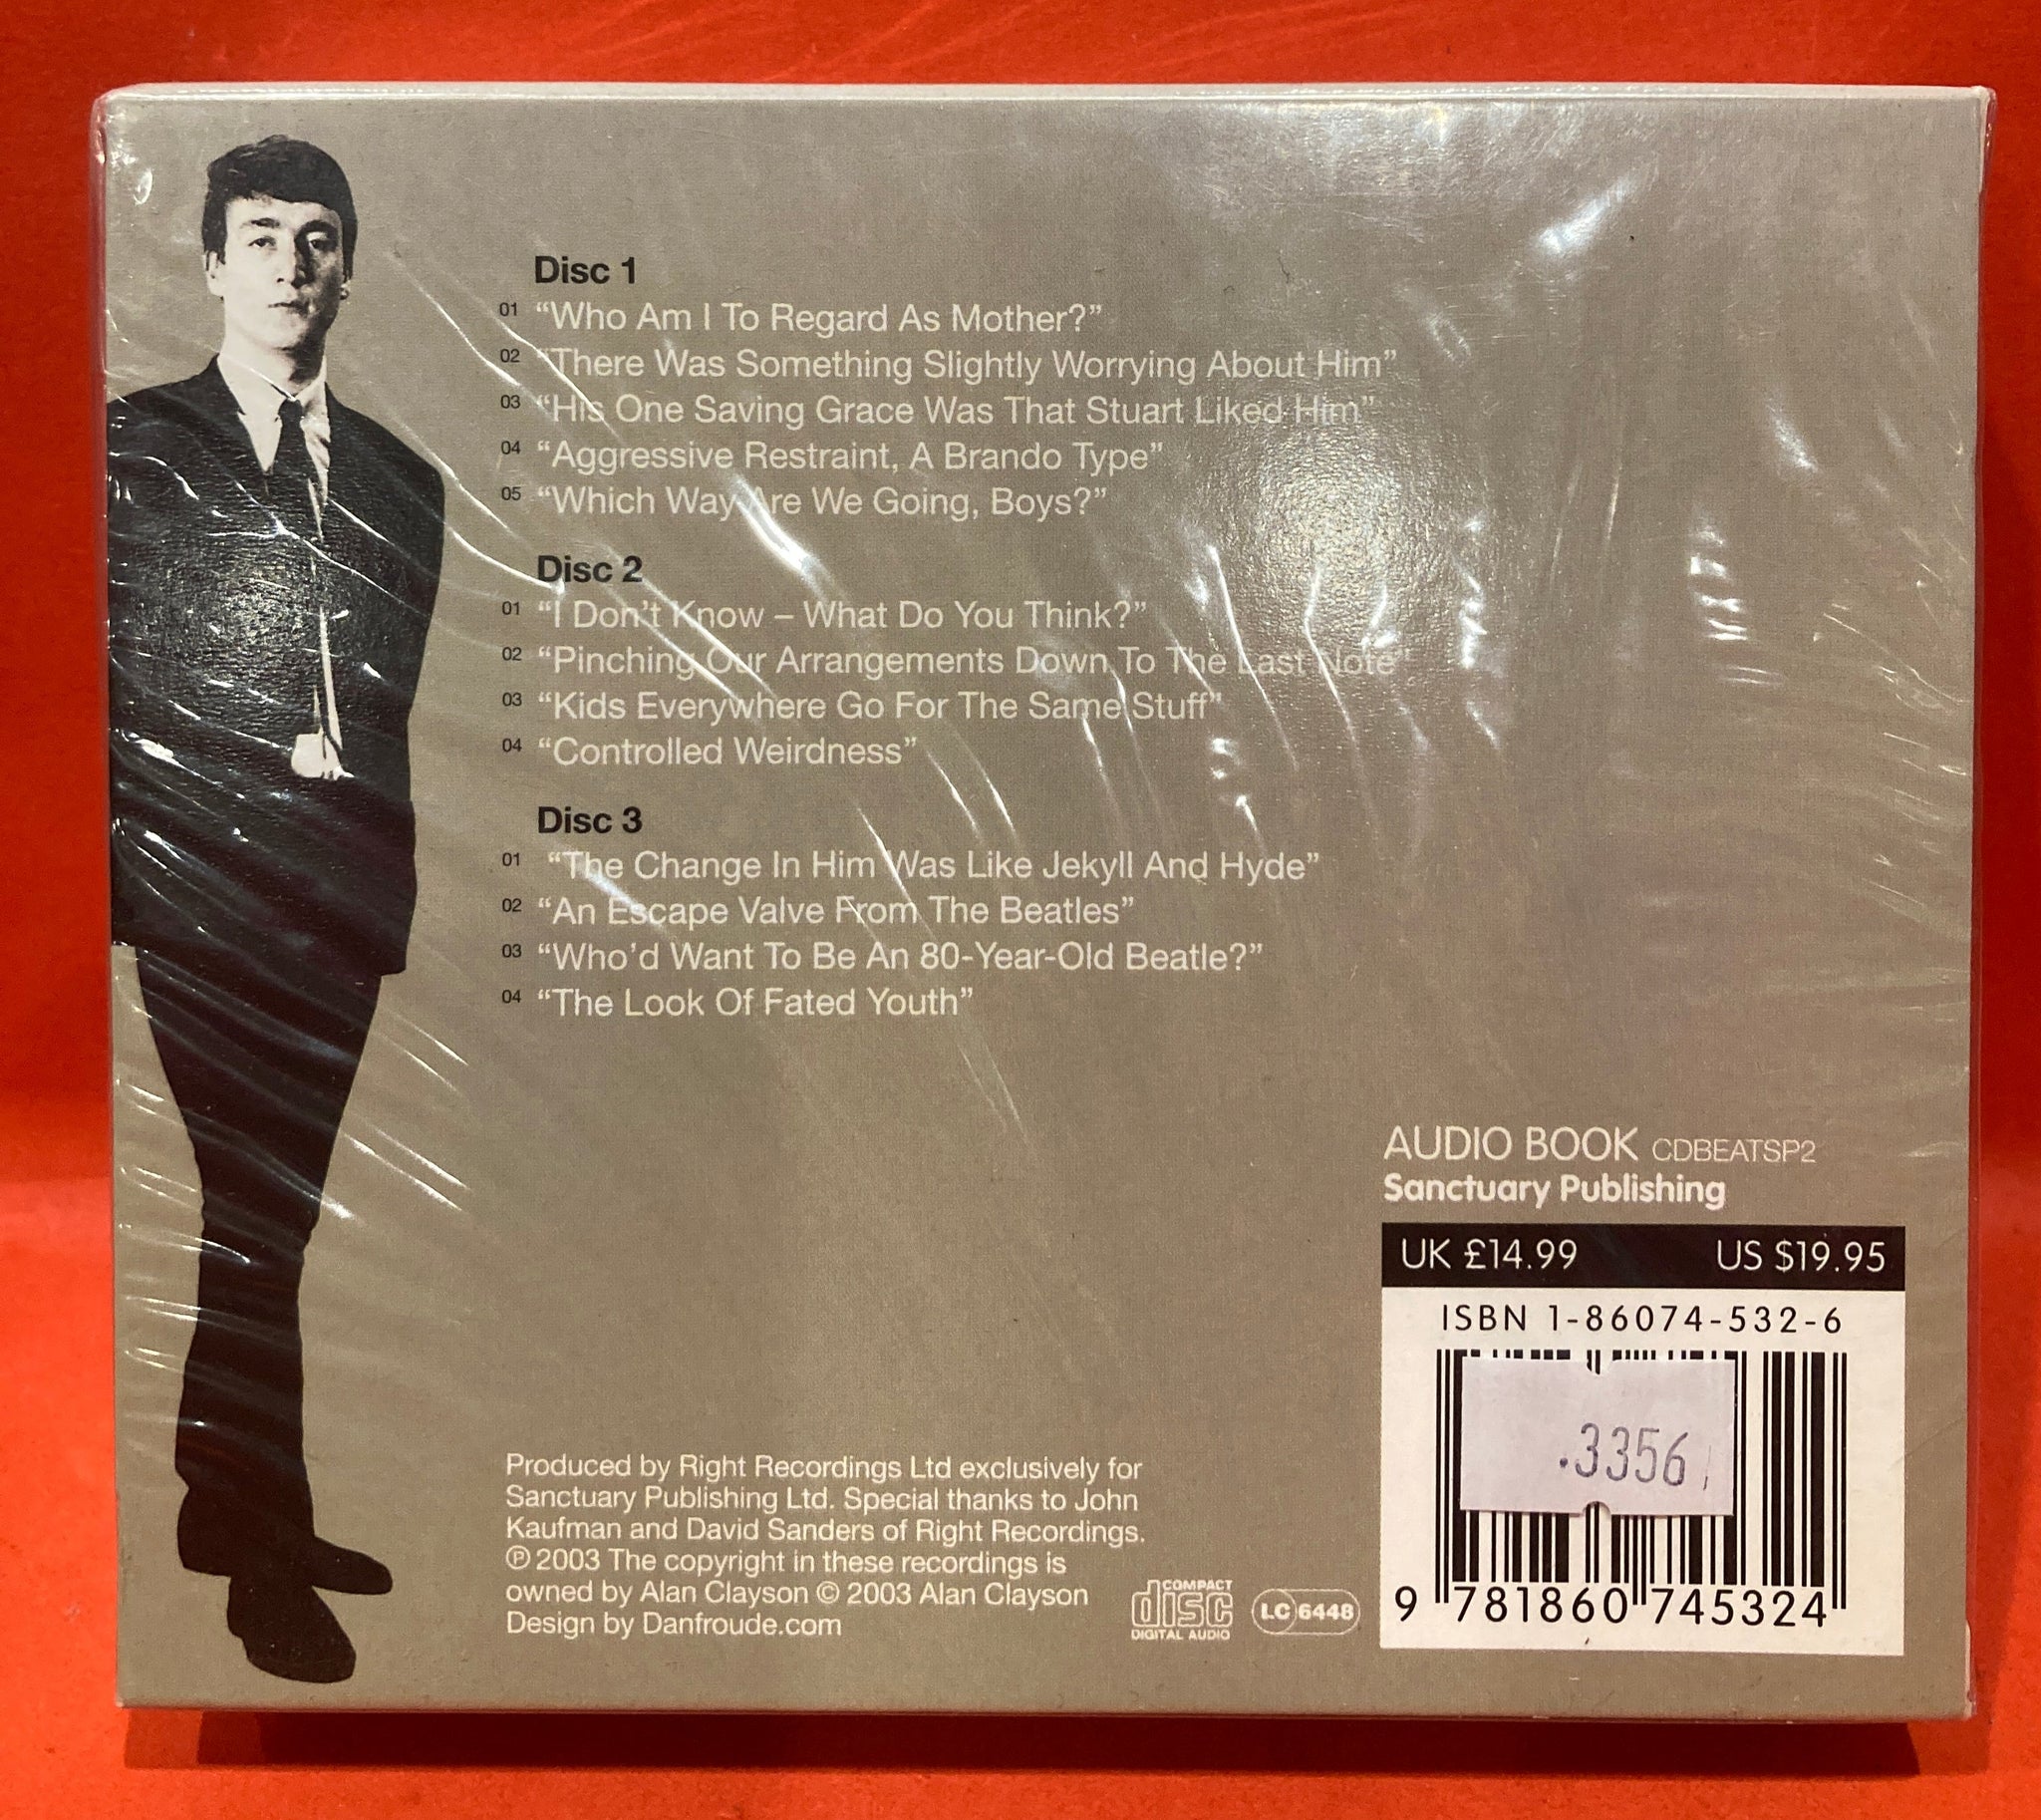 Disc 1
01 “Who Am I To Regard As Mother?”
02 “There Was Something Slightly Worrying About Him”
03 “His One Saving Grace Was That Stuart Liked Him”
04 “Aggressive Restraint, A Brando Type”
05 “Which Way Are We Going, Boys?”
Disc 2
01 “I Don’t Know – What Do You Think?”
02 “Pinching Our Arrangements Down To The Last Note”
03 “Kids Everywhere Go For The Same Stuff”
04 “Controlled Weirdness”
Disc 3
01 “The Change In Him Was Like Jekyll And Hyde”
02 “An Escape Valve From The Beatles”
03 “Who’d Want To Be An 80-Year-Old Beatle?”
04 “The Look Of Fated Youth”
AUDIO BOOK CDBEATSP2
Sanctuary Publishing
UK £14.99 US $19.95
ISBN 1-86074-532-6
.3356
9 781860 745324
Produced by Right Recordings Ltd exclusively for
Sanctuary Publishing Ltd. Special thanks to John
Kaufman and David Sanders of Right Recordings.
℗ 2003 The copyright in these recordings is
owned by Alan Clayson © 2003 Alan Clayson
Design by Danfroude.com
COMPACT
disc
DIGITAL AUDIO
LC 6448